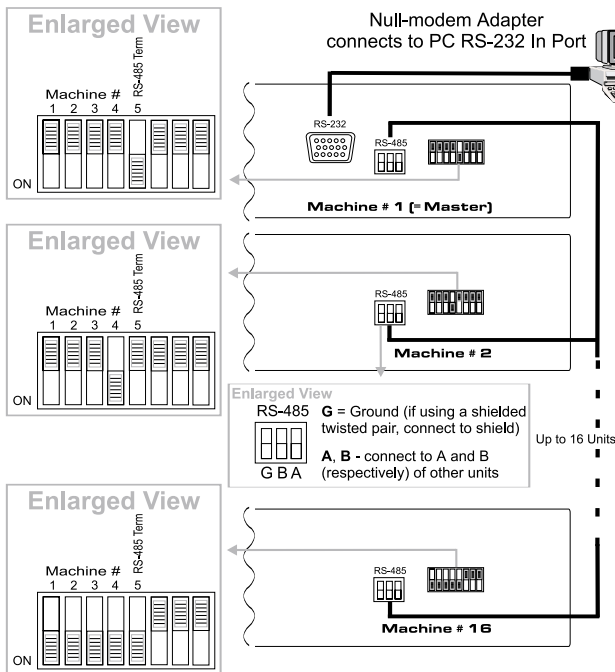 Enlarged View
Machine #
RS-485 Term
1 2 3 4 5
ON
Null-modem Adapter
connects to PC RS-232 In Port
RS-232
RS-485
Machine # 1 (= Master)
Enlarged View
Machine #
RS-485 Term
1 2 3 4 5
ON
RS-485
Machine # 2
Enlarged View
RS-485
G B A
G = Ground (if using a shielded
twisted pair, connect to shield)
A, B - connect to A and B
(respectively) of other units
Up to 16 Units
Enlarged View
Machine #
RS-485 Term
1 2 3 4 5
ON
RS-485
Machine # 16